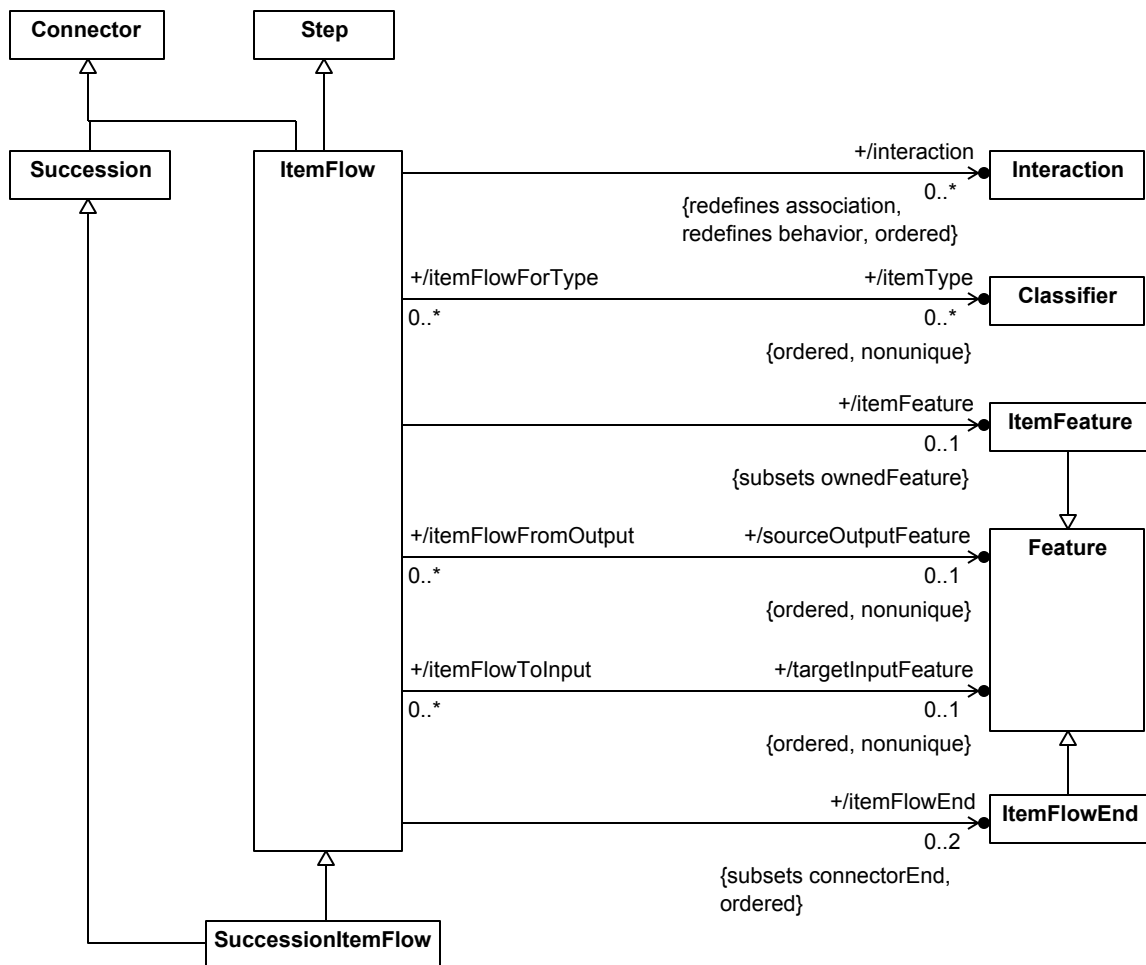 Connector
Step
Succession
ItemFlow
+/interaction
Interaction
0..*
{redefines association,
redefines behavior, ordered}
+/itemFlowForType
+/itemType
Classifier
0..*
0..*
{ordered, nonunique}
+/itemFeature
ItemFeature
0..1
{subsets ownedFeature}
+/itemFlowFromOutput
+/sourceOutputFeature
Feature
0..*
0..1
{ordered, nonunique}
+/itemFlowToInput
+/targetInputFeature
0..*
0..1
{ordered, nonunique}
+/itemFlowEnd
ItemFlowEnd
0..2
{subsets connectorEnd,
ordered}
SuccessionItemFlow